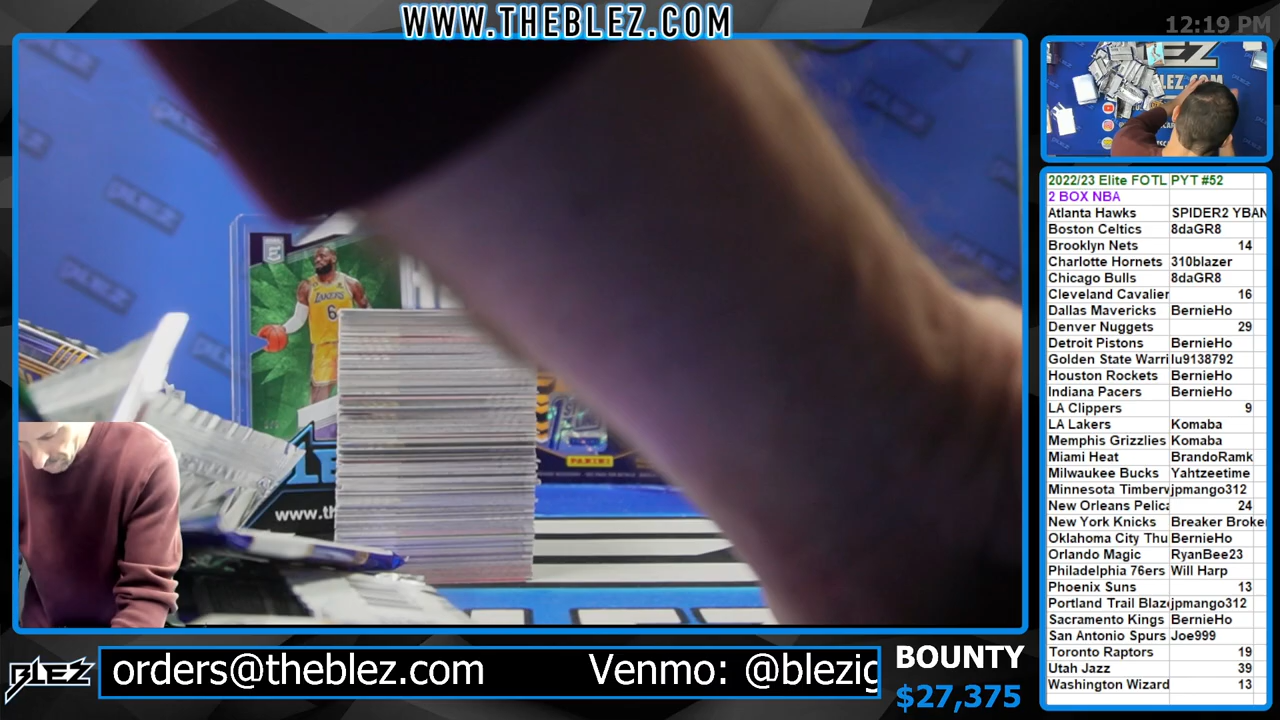 WWW.THEBLEZ.COM
12:19 PM
2022/23 Elite FOTL PYT #52
2 BOX NBA
Atlanta Hawks SPIDER2 YBAN
Boston Celtics 8daGR8
Brooklyn Nets 14
Charlotte Hornets 310blazer
Chicago Bulls 8daGR8
Cleveland Cavalier 16
Dallas Mavericks BernieHo
Denver Nuggets 29
Detroit Pistons BernieHo
Golden State Warri lu9138792
Houston Rockets BernieHo
Indiana Pacers BernieHo
LA Clippers 9
LA Lakers Komaba
Memphis Grizzlies Komaba
Miami Heat BrandoRamk
Milwaukee Bucks Yahtzeetime
Minnesota Timberv jpmango312
New Orleans Pelica 24
New York Knicks Breaker Broke
Oklahoma City Thu BernieHo
Orlando Magic RyanBee23
Philadelphia 76ers Will Harp
Phoenix Suns 13
Portland Trail Blaz jpmango312
Sacramento Kings BernieHo
San Antonio Spurs Joe999
Toronto Raptors 19
Utah Jazz 39
Washington Wizard 13
LAKERS
6
PANINI
www.th
BLEZ
orders@theblez.com Venmo: @blezig
BOUNTY
$27,375